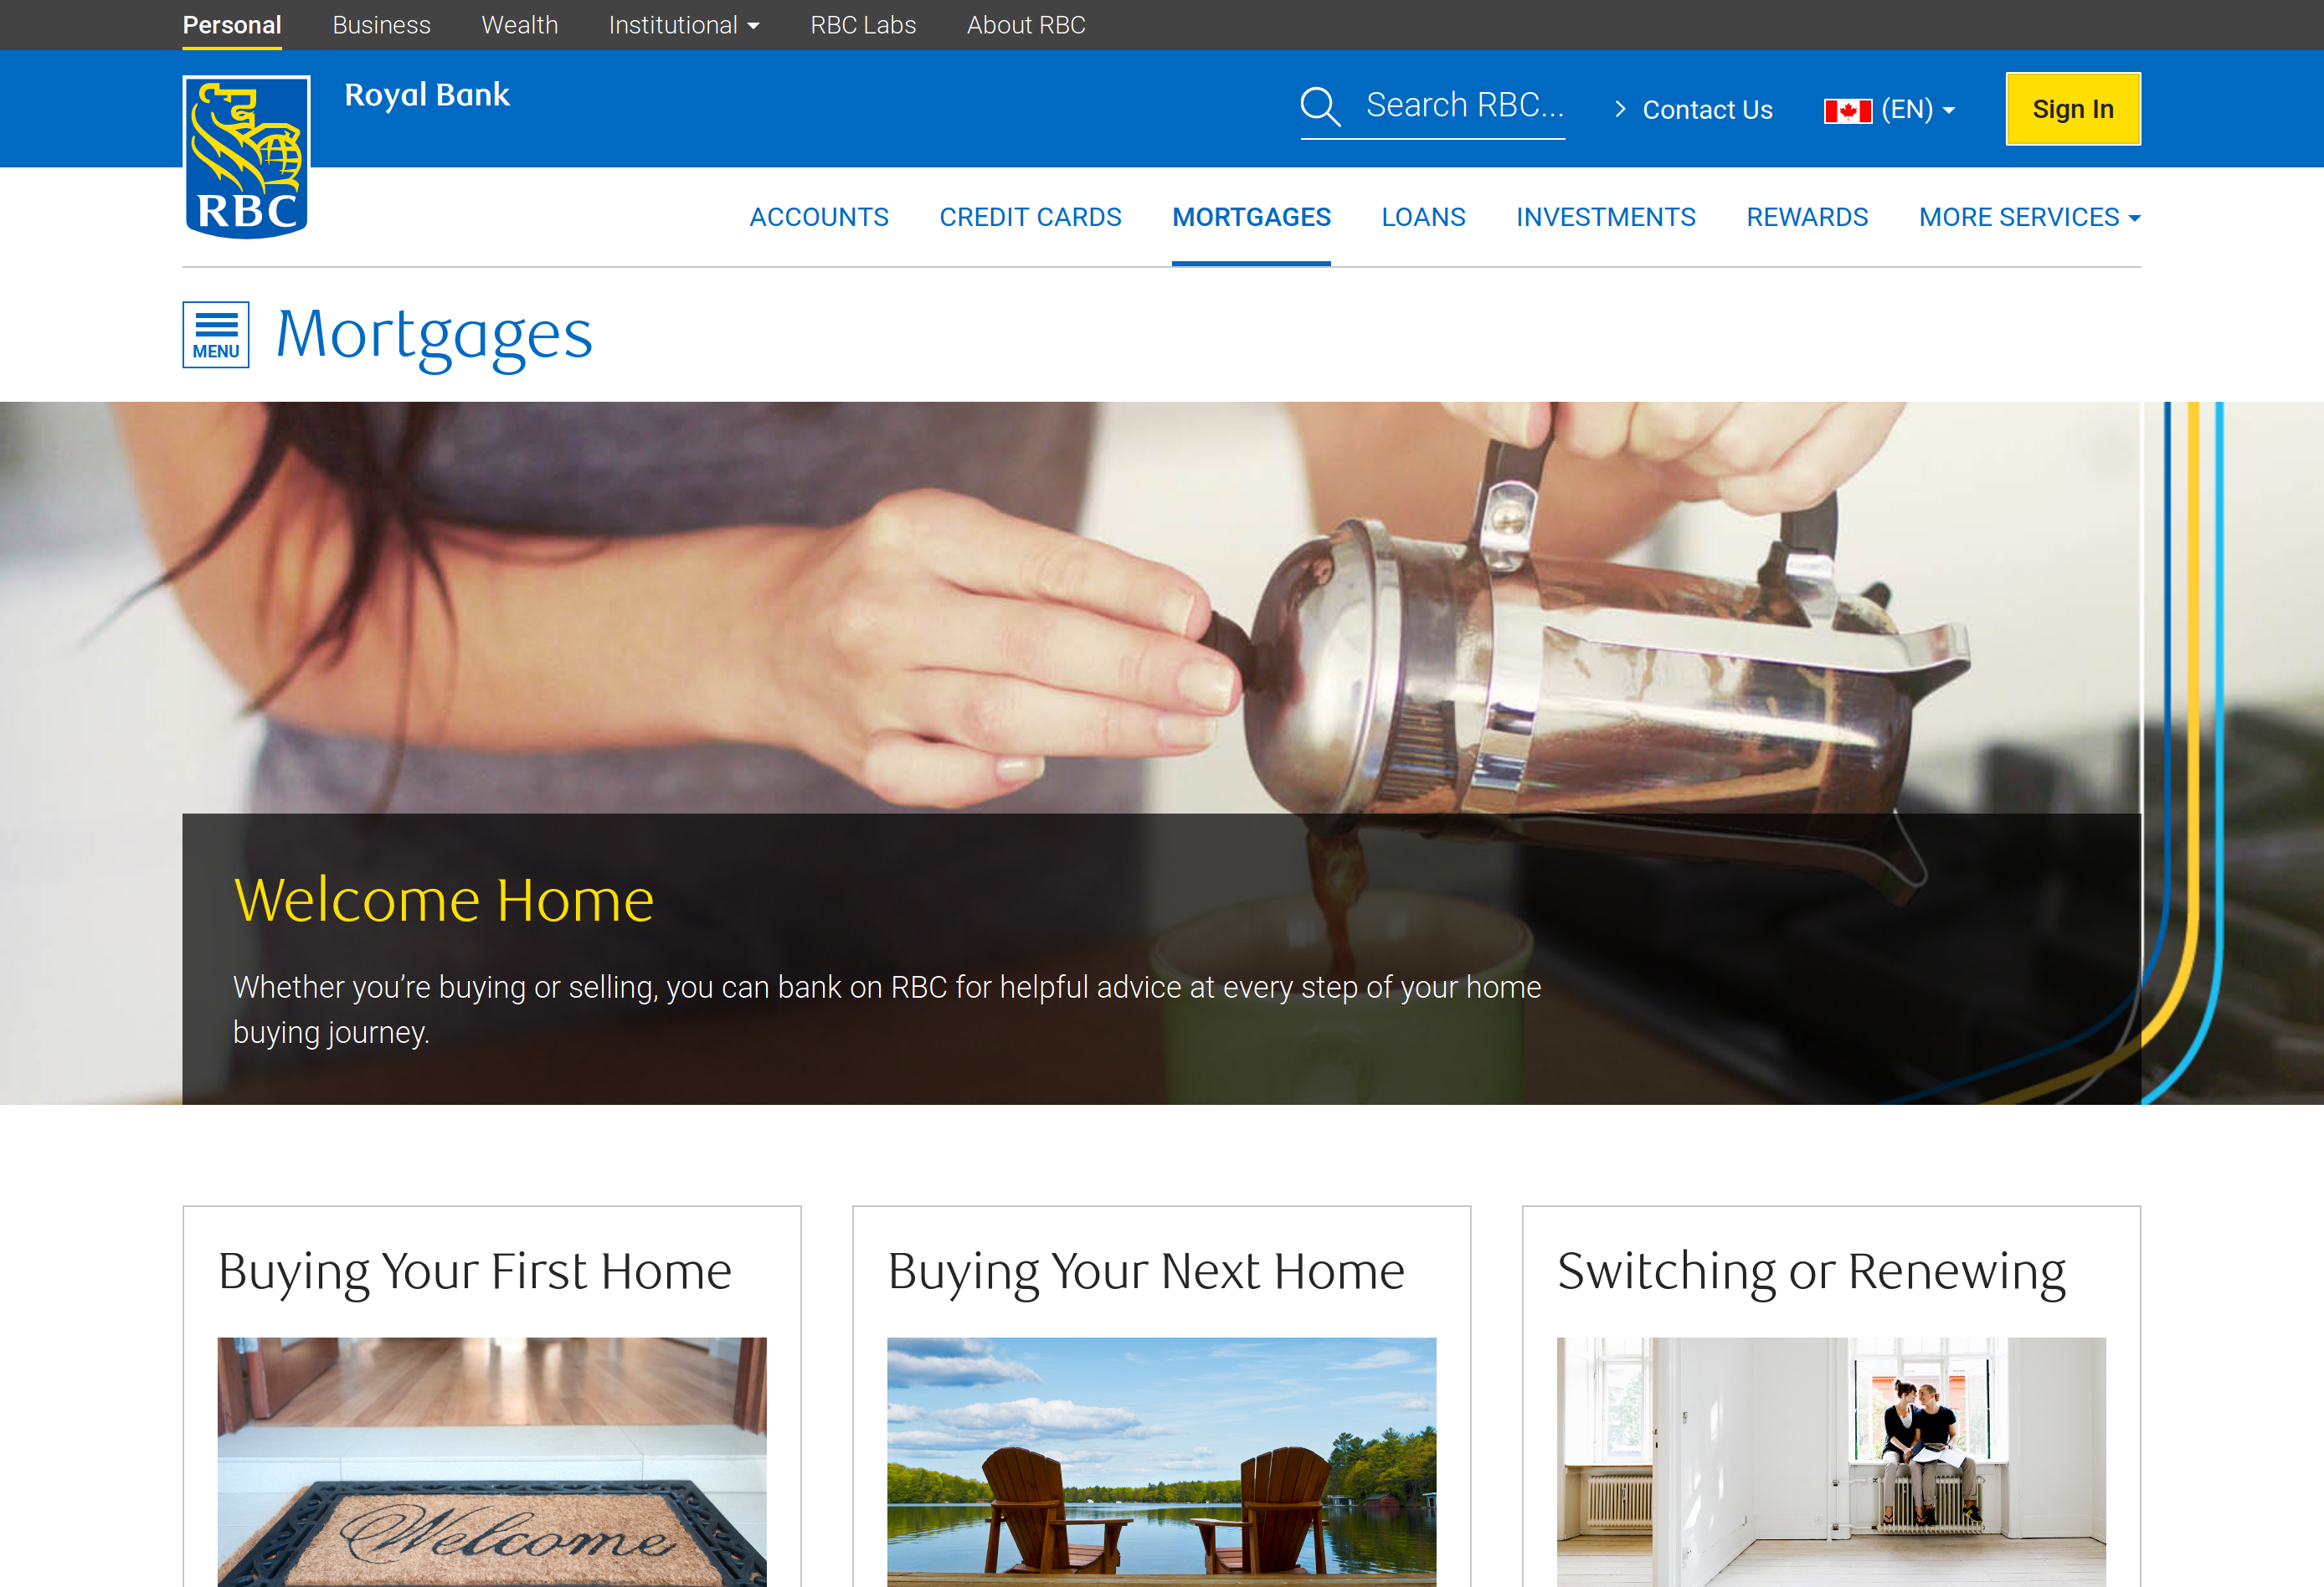 Personal Business Wealth Institutional RBC Labs About RBC
Royal Bank
Search RBC...
Contact Us
(EN)
Sign In
RBC
ACCOUNTS CREDIT CARDS MORTGAGES LOANS INVESTMENTS REWARDS MORE SERVICES
MENU
Mortgages
Welcome Home
Whether you’re buying or selling, you can bank on RBC for helpful advice at every step of your home
buying journey.
Buying Your First Home
Welcome
Buying Your Next Home
Switching or Renewing